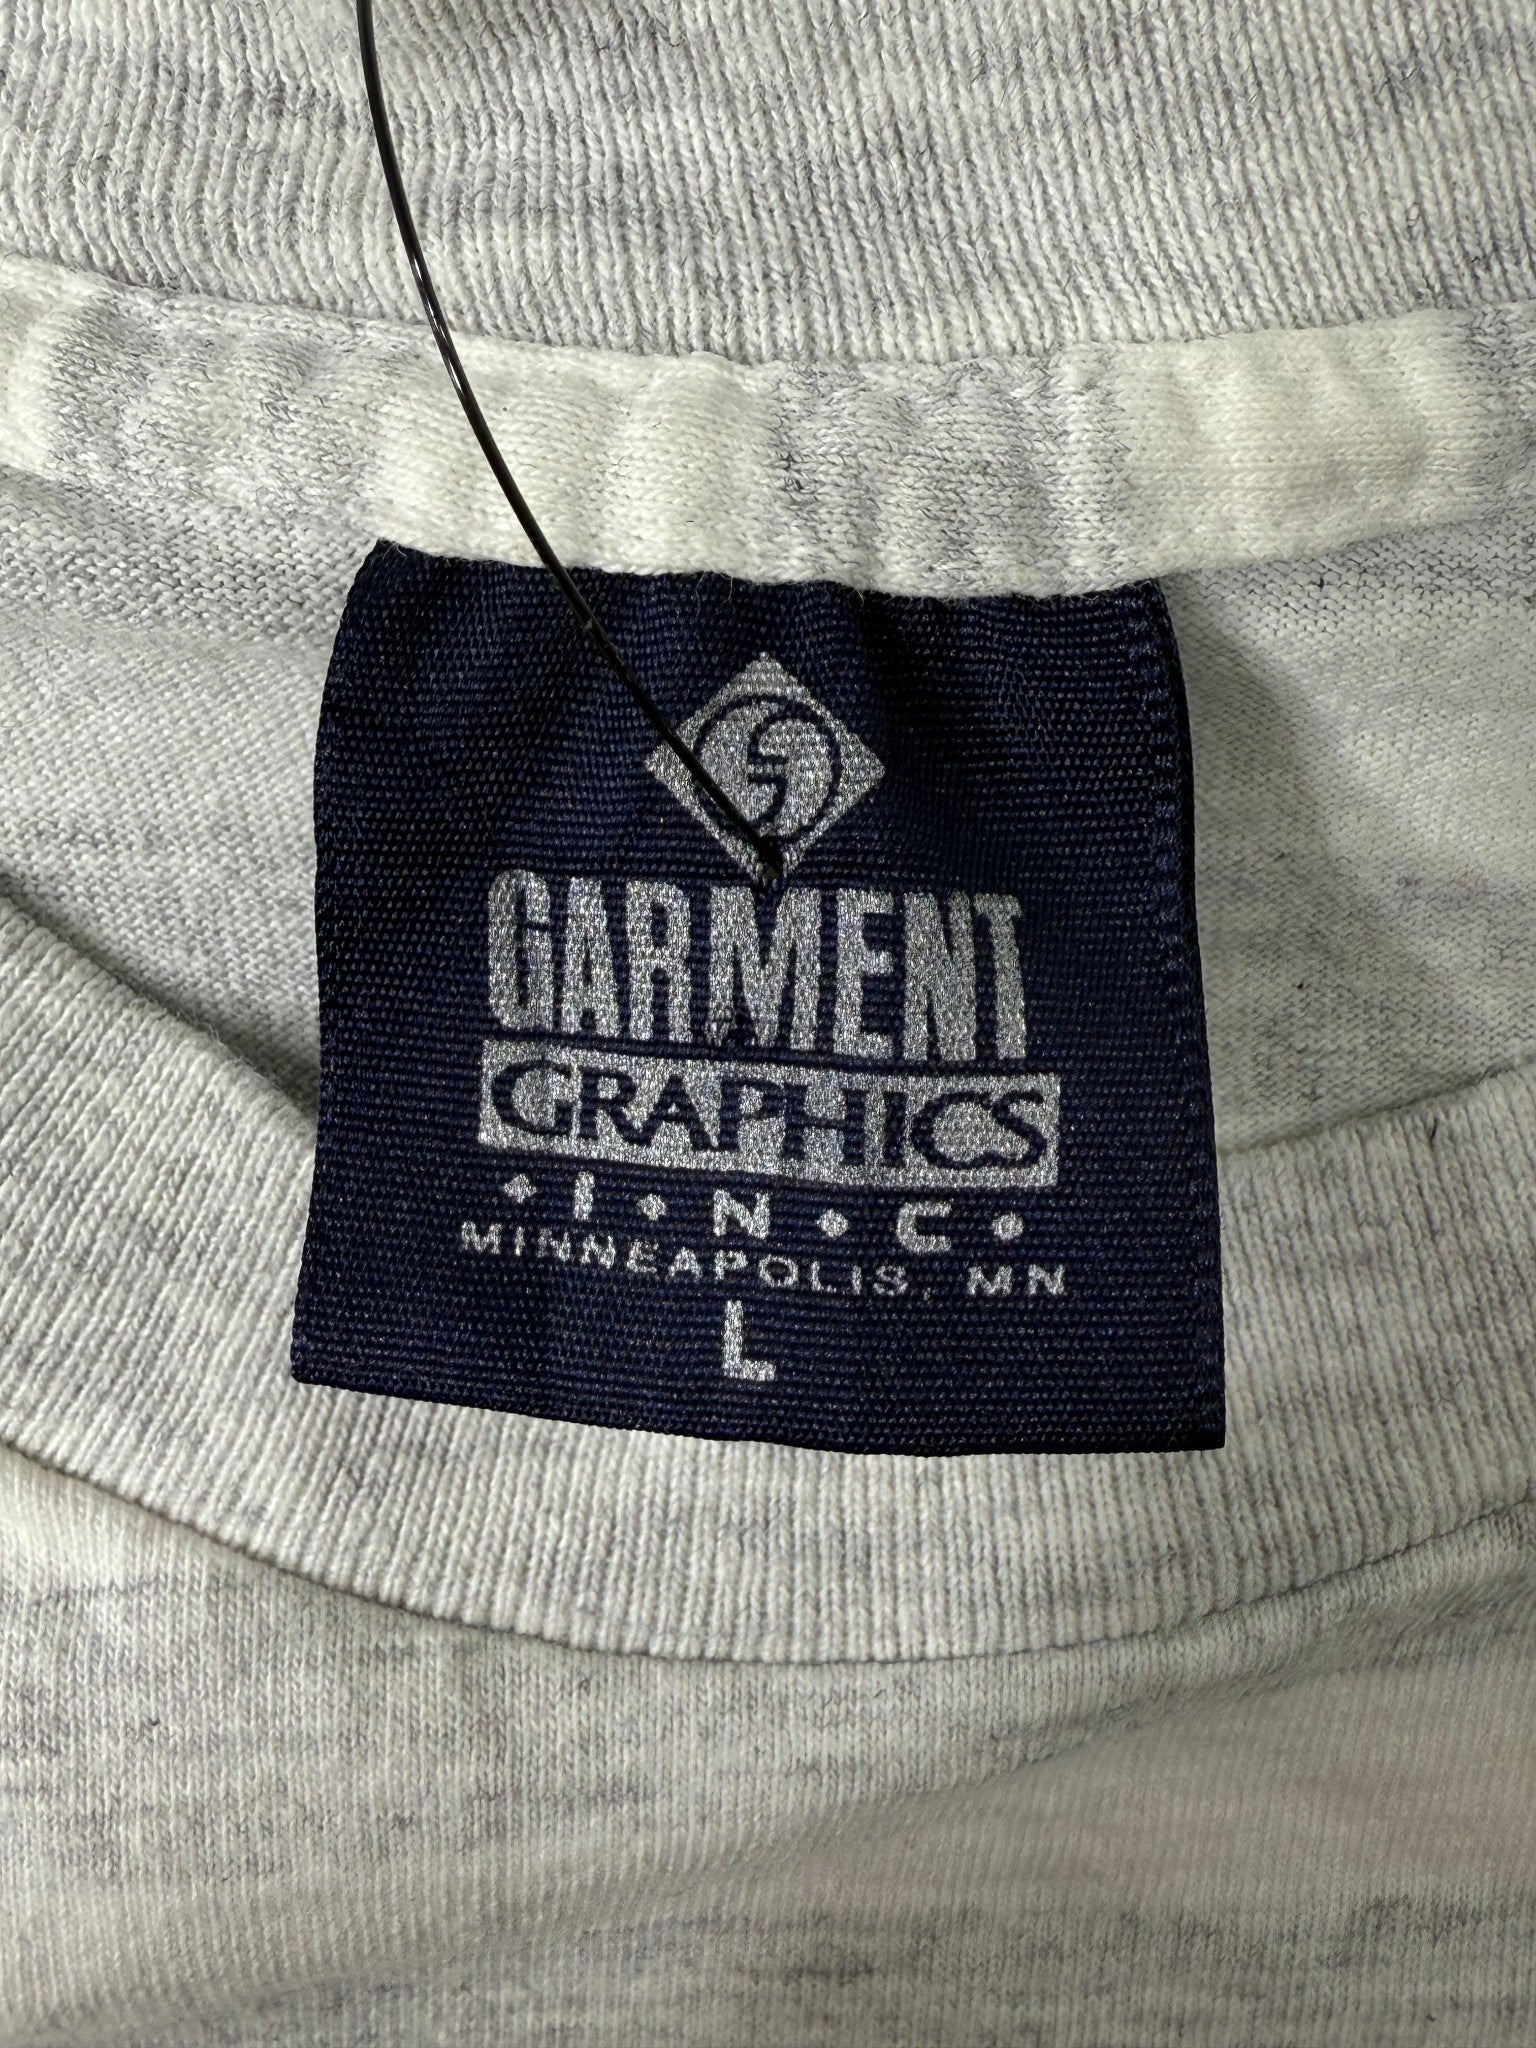 GARMENT
GRAPHICS
• I • N • C •
MINNEAPOLIS, MN
L